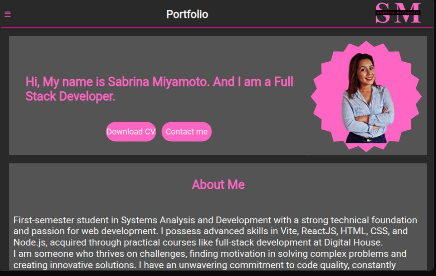 Portfolio
SM
Hi, My name is Sabrina Miyamoto. And I am a Full
Stack Developer.
Download CV
Contact me
About Me
First-semester student in Systems Analysis and Development with a strong technical foundation
and passion for web development. I possess advanced skills in Vite, ReactJS, HTML, CSS, and
Node.js, acquired through practical courses like full-stack development at Digital House.
I am someone who thrives on challenges, finding motivation in solving complex problems and
creating innovative solutions. I have an unwavering commitment to code quality, constantly